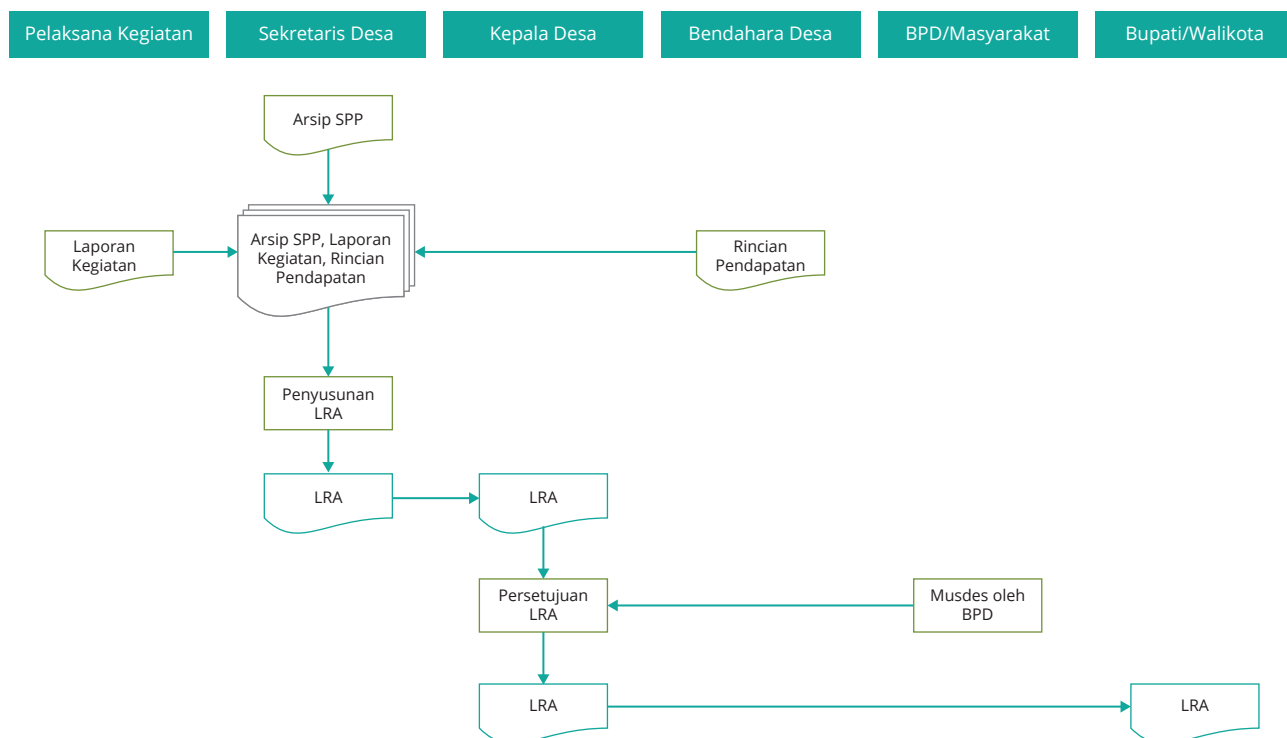 Pelaksana Kegiatan
Sekretaris Desa
Kepala Desa
Bendahara Desa
BPD/Masyarakat
Bupati/Walikota
Arsip SPP
Laporan
Kegiatan
Arsip SPP, Laporan
Kegiatan, Rincian
Pendapatan
Rincian
Pendapatan
Penyusunan
LRA
LRA
LRA
Persetujuan
LRA
Musdes oleh
BPD
LRA
LRA